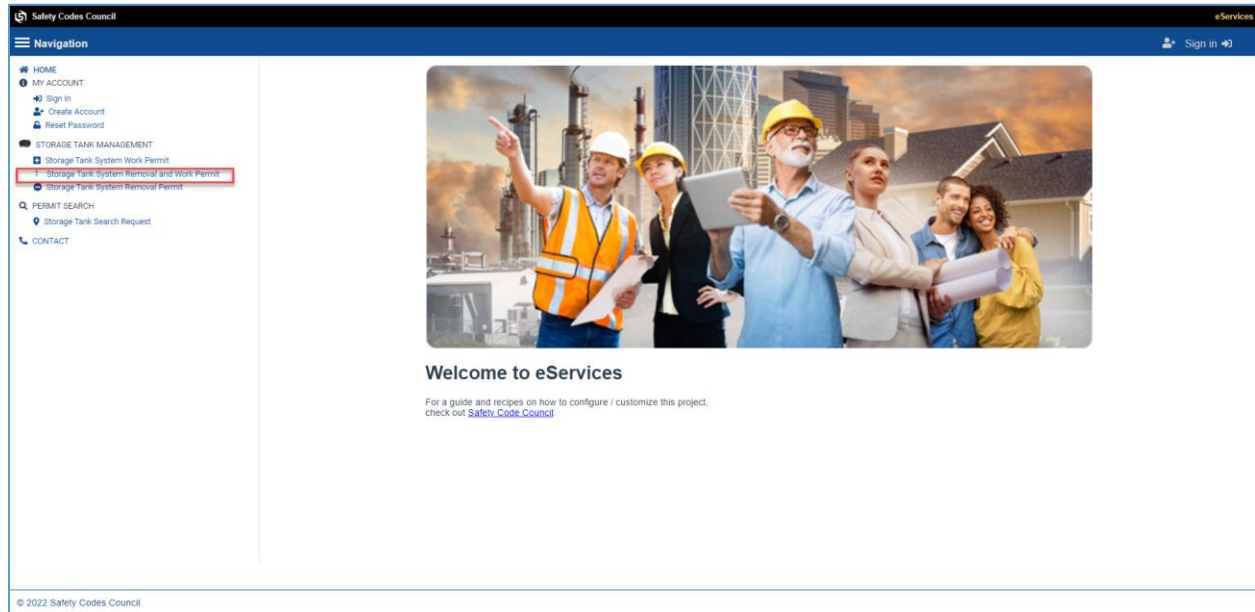 Safety Codes Council
eServices
Navigation
Sign in
HOME
MY ACCOUNT
Sign In
Create Account
Reset Password
STORAGE TANK MANAGEMENT
Storage Tank System Work Permit
Storage Tank System Removal and Work Permit
Storage Tank System Removal Permit
PERMIT SEARCH
Storage Tank Search Request
CONTACT
Welcome to eServices
For a guide and recipes on how to configure / customize this project,
check out Safety Code Council.
© 2022 Safety Codes Council